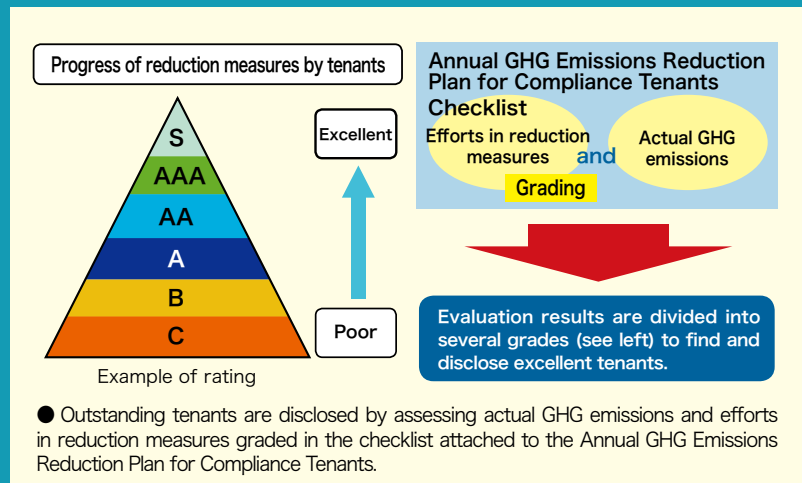 Progress of reduction measures by tenants
S
AAA
AA
A
B
C
Excellent
Poor
Example of rating
Annual GHG Emissions Reduction
Plan for Compliance Tenants
Checklist
Efforts in reduction
measures
and
Actual GHG
emissions
Grading
Evaluation results are divided into
several grades (see left) to find and
disclose excellent tenants.
● Outstanding tenants are disclosed by assessing actual GHG emissions and efforts
in reduction measures graded in the checklist attached to the Annual GHG Emissions
Reduction Plan for Compliance Tenants.